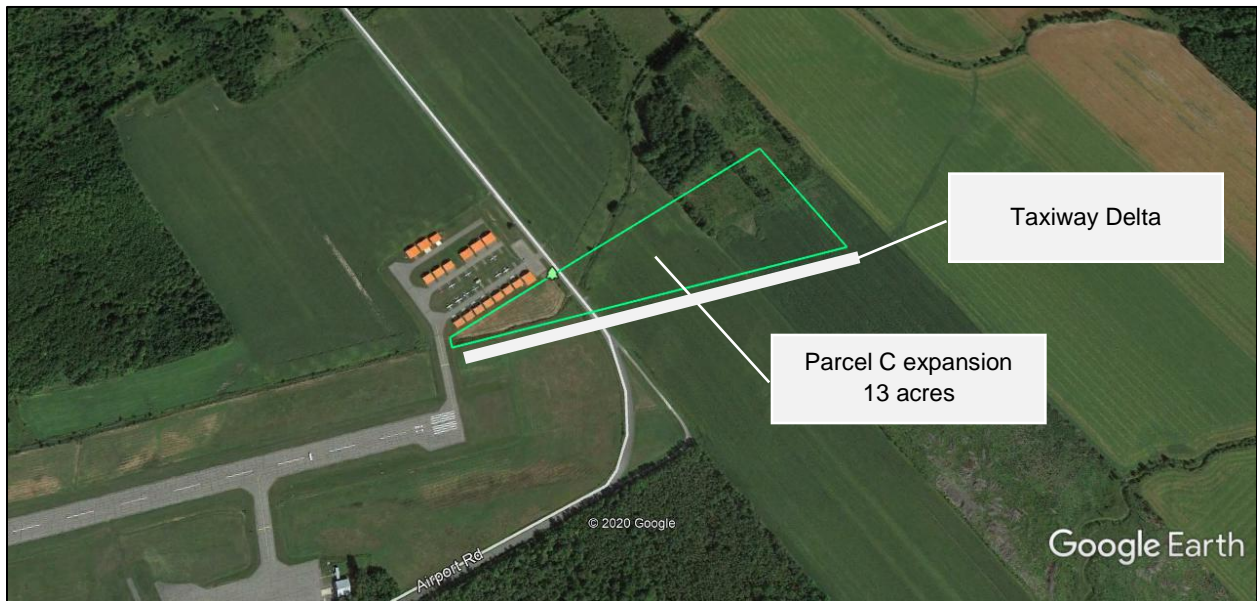 Taxiway Delta
Parcel C expansion
13 acres
© 2020 Google
Airport Rd
Google Earth